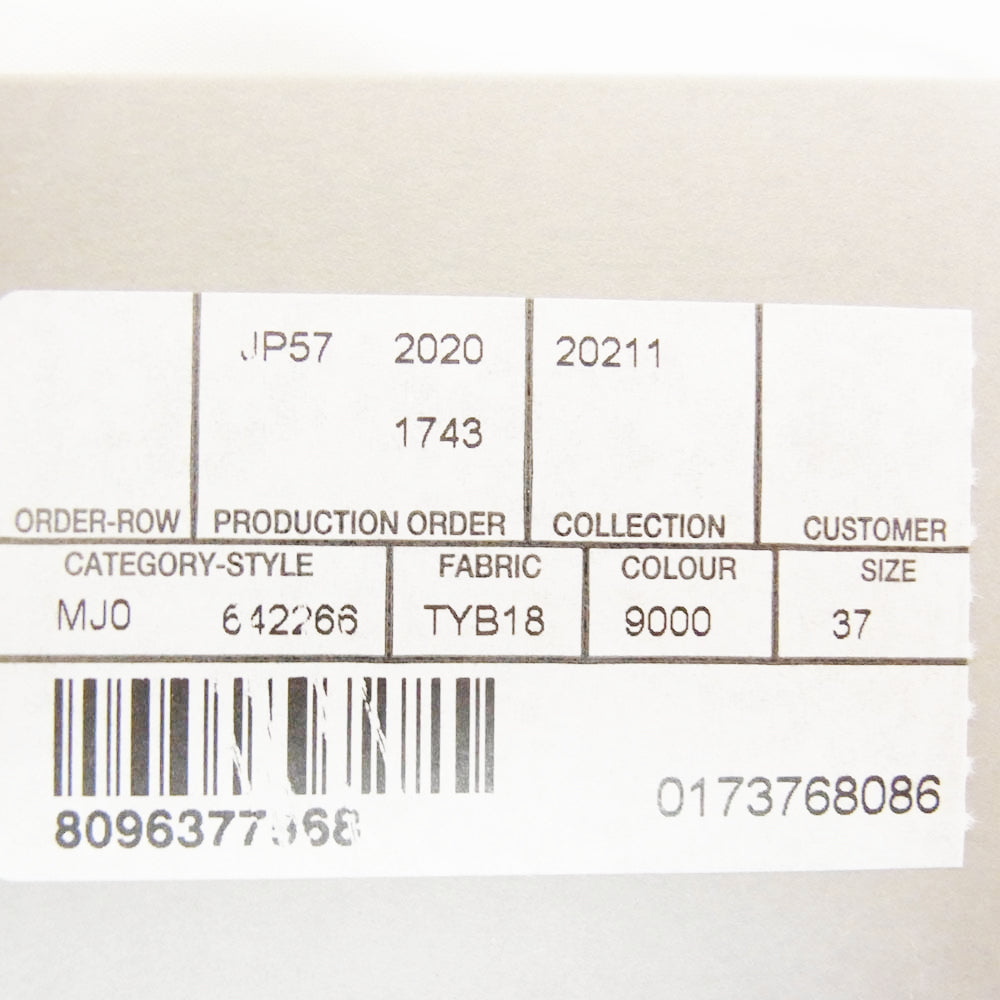 JP57 2020 20211
1743
ORDER-ROW PRODUCTION ORDER COLLECTION CUSTOMER
CATEGORY-STYLE FABRIC COLOUR SIZE
MJ0 642266 TYB18 9000 37
0173768086